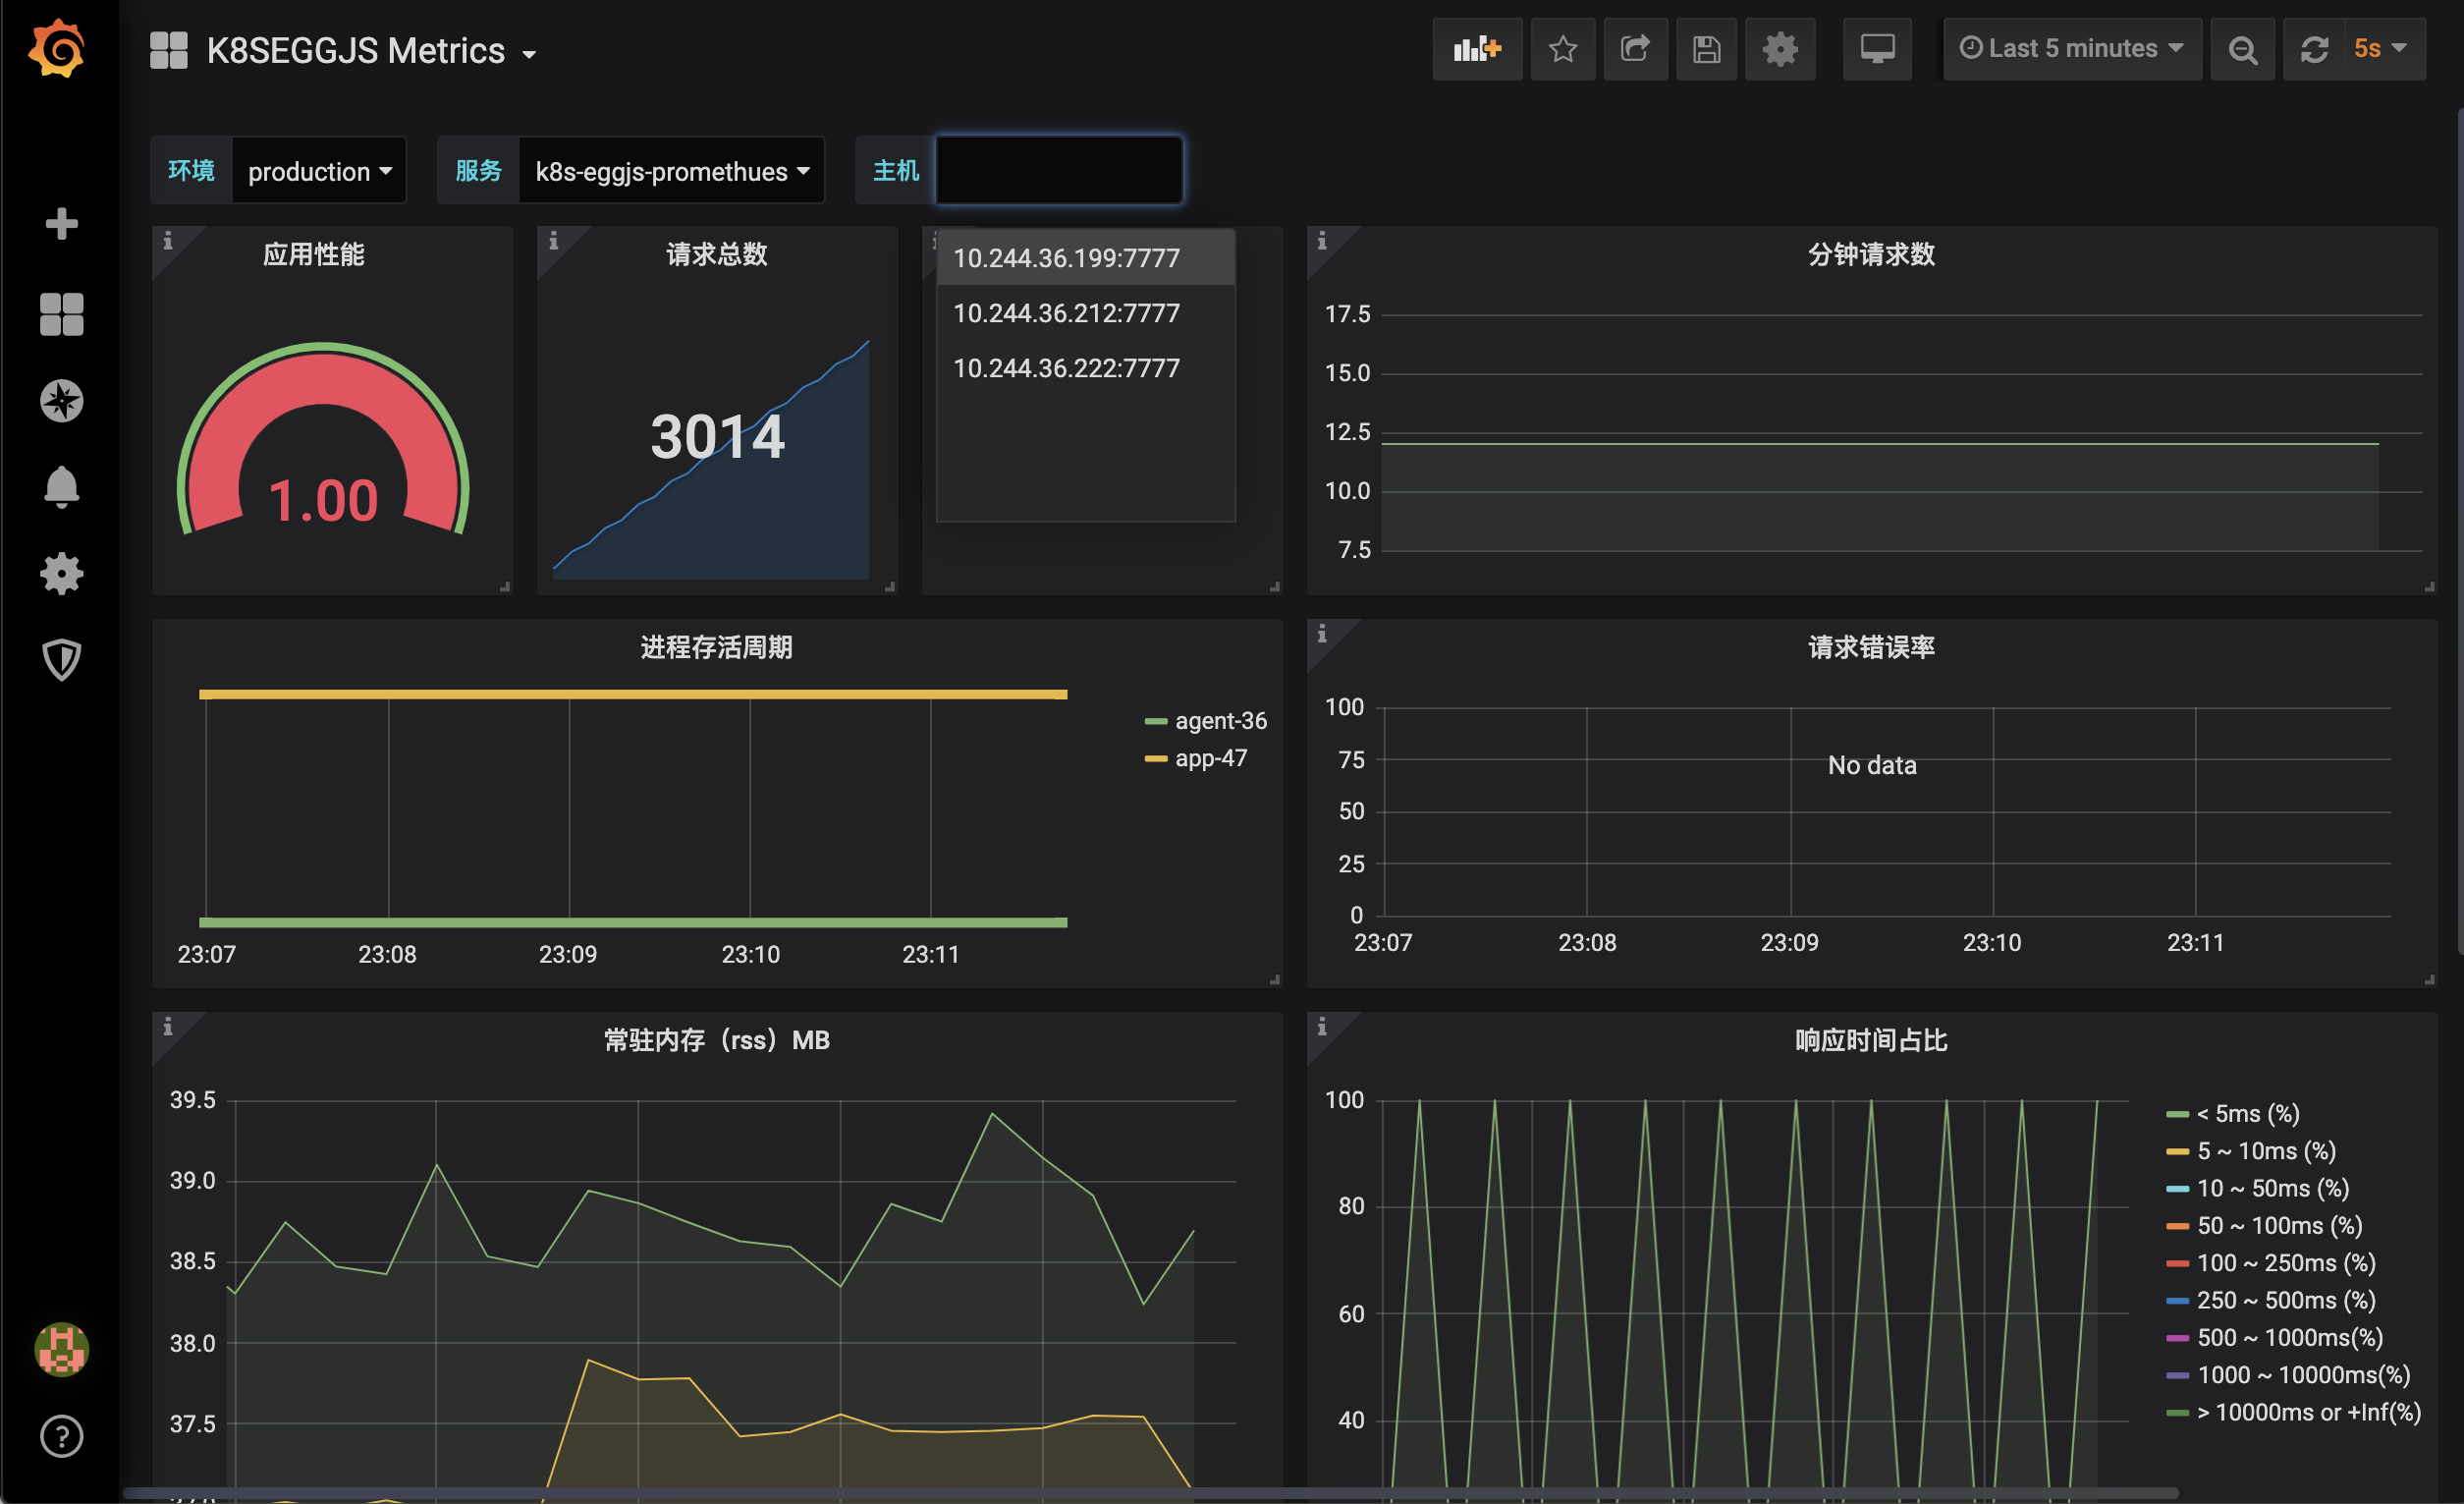 K8SEGGJS Metrics
Last 5 minutes
5s
环境 production
服务 k8s-eggjs-promethues
主机
10.244.36.199:7777
10.244.36.212:7777
10.244.36.222:7777
应用性能
1.00
请求总数
3014
分钟请求数
17.5
15.0
12.5
10.0
7.5
进程存活周期
agent-36
app-47
23:07 23:08 23:09 23:10 23:11
请求错误率
100
75
50
25
0
No data
23:07 23:08 23:09 23:10 23:11
常驻内存（rss）MB
39.5
39.0
38.5
38.0
37.5
37.0
响应时间占比
100
80
60
40
< 5ms (%)
5 ~ 10ms (%)
10 ~ 50ms (%)
50 ~ 100ms (%)
100 ~ 250ms (%)
250 ~ 500ms (%)
500 ~ 1000ms(%)
1000 ~ 10000ms(%)
> 10000ms or +Inf(%)